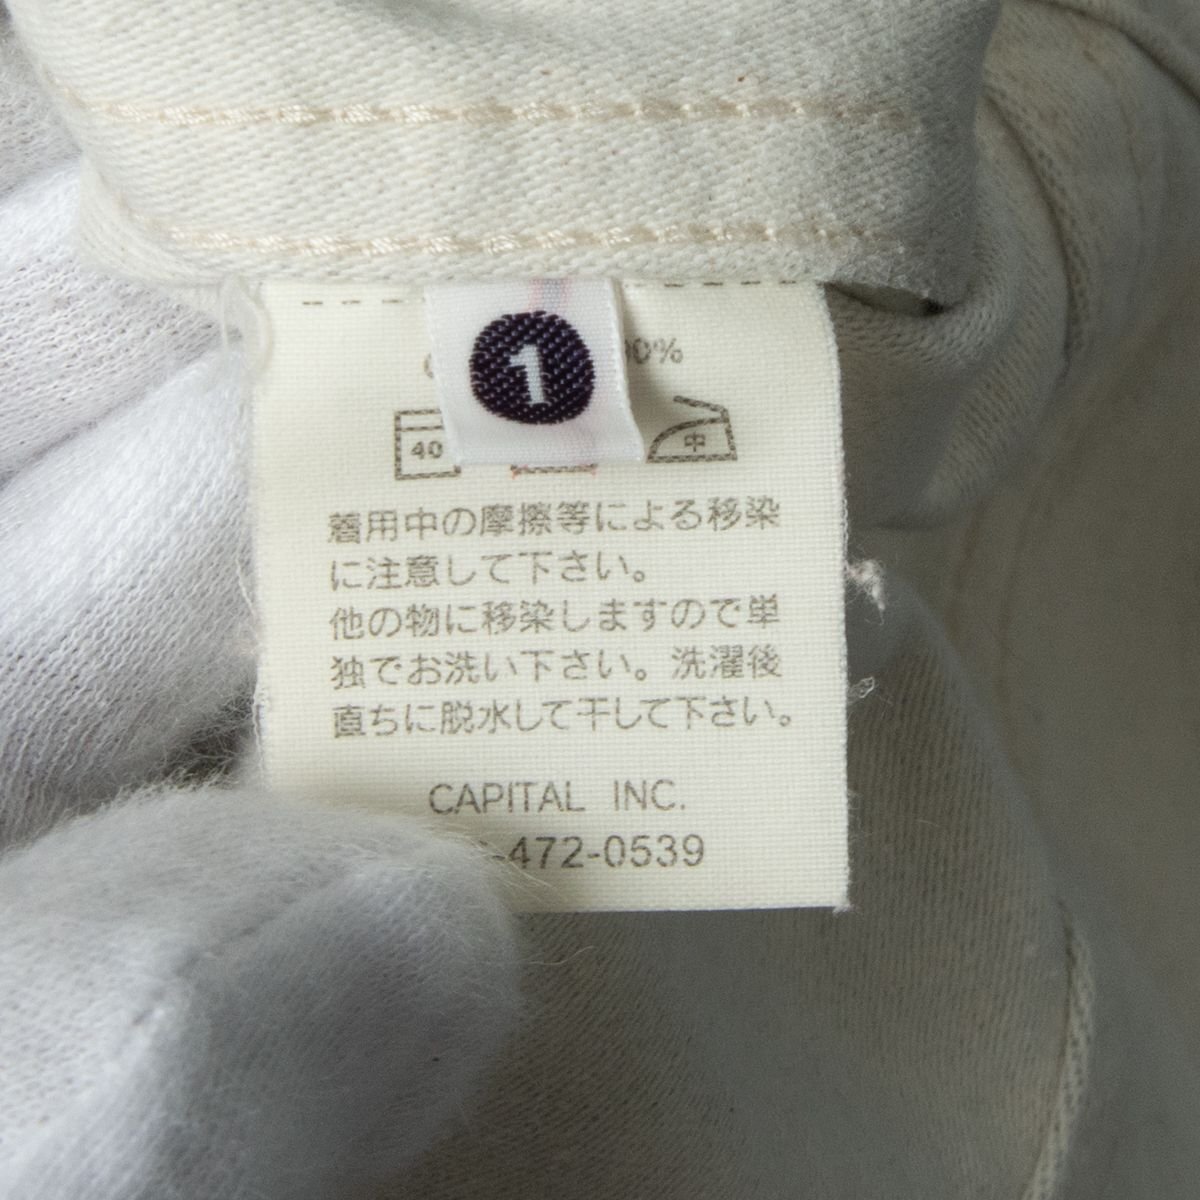 1
40
中
着用中の摩擦等による移染
に注意して下さい。
他の物に移染しますので単
独でお洗い下さい。洗濯後
直ちに脱水して干して下さい。
CAPITAL INC.
-472-0539